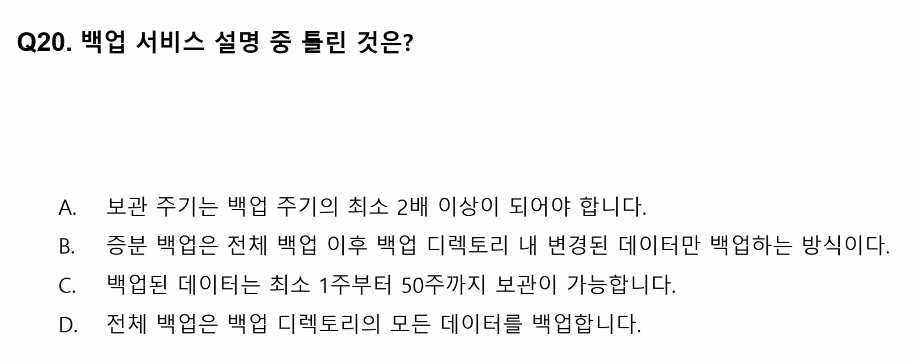 Q20. 백업 서비스 설명 중 틀린 것은?
A. 보관 주기는 백업 주기의 최소 2배 이상이 되어야 합니다.
B. 증분 백업은 전체 백업 이후 백업 디렉토리 내 변경된 데이터만 백업하는 방식이다.
C. 백업된 데이터는 최소 1주부터 50주까지 보관이 가능합니다.
D. 전체 백업은 백업 디렉토리의 모든 데이터를 백업합니다.